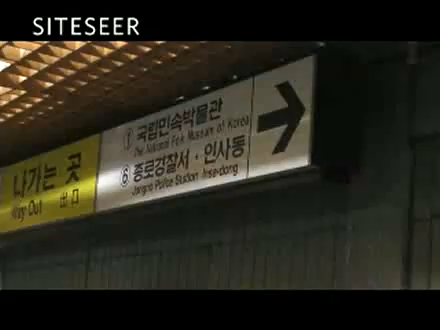 SITESEER
나가는 곳
Way Out 出口
① 국립민속박물관
The National Folk Museum of Korea
⑥ 종로경찰서 · 인사동
Jongno Police Station · Insa-dong